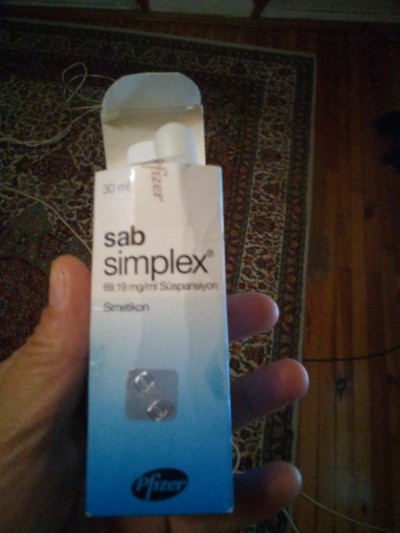 Pfizer
30 ml
sab
simplex®
69.19 mg/ml Süspansiyon
Simetikon
Pfizer